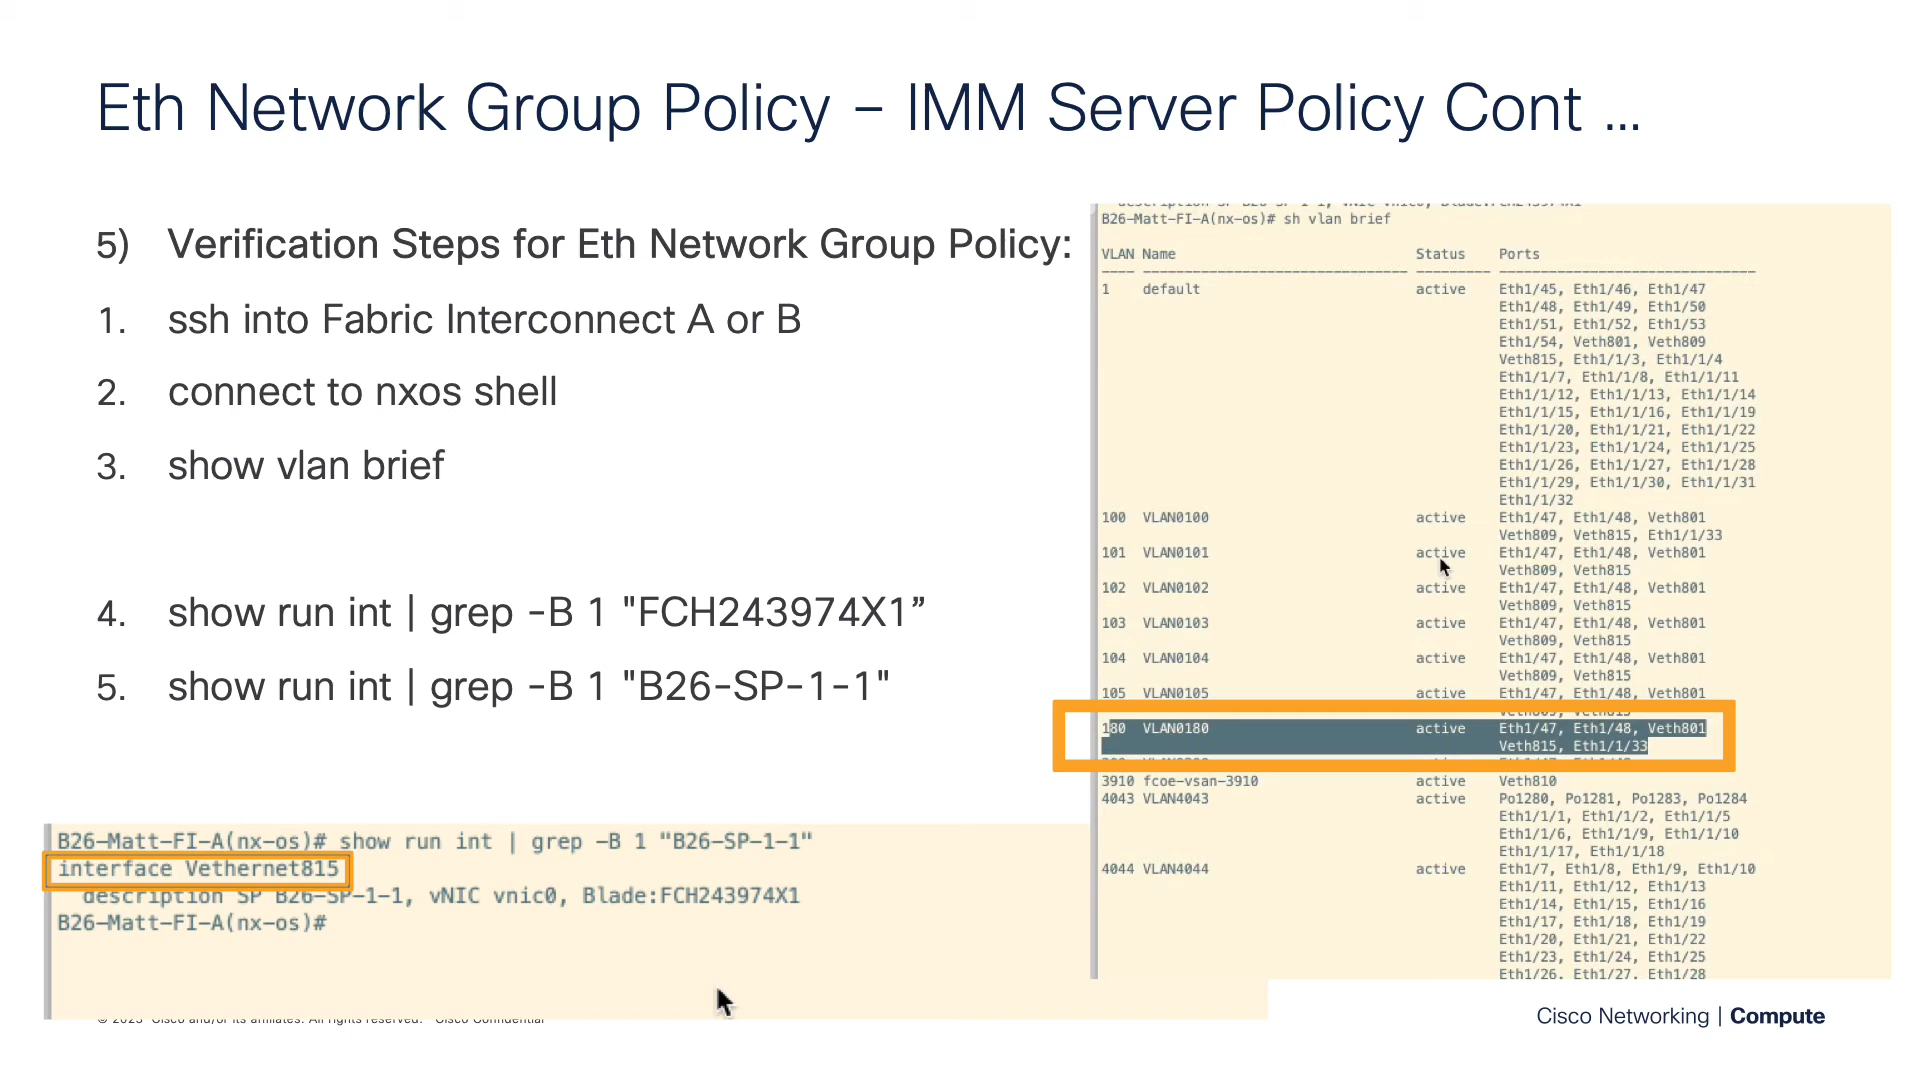 Eth Network Group Policy – IMM Server Policy Cont ...
5) Verification Steps for Eth Network Group Policy:
1. ssh into Fabric Interconnect A or B
2. connect to nxos shell
3. show vlan brief
4. show run int | grep -B 1 "FCH243974X1”
5. show run int | grep -B 1 "B26-SP-1-1"
B26-Matt-FI-A(nx-os)# show run int | grep -B 1 "B26-SP-1-1"
interface Vethernet815
description SP B26-SP-1-1, vNIC vnic0, Blade:FCH243974X1
B26-Matt-FI-A(nx-os)#
B26-Matt-FI-A(nx-os)# sh vlan brief
VLAN Name Status Ports
---- -------------------------------- --------- -------------------------------
1 default active Eth1/45, Eth1/46, Eth1/47
Eth1/48, Eth1/49, Eth1/50
Eth1/51, Eth1/52, Eth1/53
Eth1/54, Veth801, Veth809
Veth815, Eth1/1/3, Eth1/1/4
Eth1/1/7, Eth1/1/8, Eth1/1/11
Eth1/1/12, Eth1/1/13, Eth1/1/14
Eth1/1/15, Eth1/1/16, Eth1/1/19
Eth1/1/20, Eth1/1/21, Eth1/1/22
Eth1/1/23, Eth1/1/24, Eth1/1/25
Eth1/1/26, Eth1/1/27, Eth1/1/28
Eth1/1/29, Eth1/1/30, Eth1/1/31
Eth1/1/32
100 VLAN0100 active Eth1/47, Eth1/48, Veth801
Veth809, Veth815, Eth1/1/33
101 VLAN0101 active Eth1/47, Eth1/48, Veth801
Veth809, Veth815
102 VLAN0102 active Eth1/47, Eth1/48, Veth801
Veth809, Veth815
103 VLAN0103 active Eth1/47, Eth1/48, Veth801
Veth809, Veth815
104 VLAN0104 active Eth1/47, Eth1/48, Veth801
Veth809, Veth815
105 VLAN0105 active Eth1/47, Eth1/48, Veth801
180 VLAN0180 active Eth1/47, Eth1/48, Veth801
Veth815, Eth1/1/33
3910 fcoe-vsan-3910 active Veth810
4043 VLAN4043 active Po1280, Po1281, Po1283, Po1284
Eth1/1/1, Eth1/1/2, Eth1/1/5
Eth1/1/6, Eth1/1/9, Eth1/1/10
Eth1/1/17, Eth1/1/18
4044 VLAN4044 active Eth1/7, Eth1/8, Eth1/9, Eth1/10
Eth1/11, Eth1/12, Eth1/13
Eth1/14, Eth1/15, Eth1/16
Eth1/17, Eth1/18, Eth1/19
Eth1/20, Eth1/21, Eth1/22
Eth1/23, Eth1/24, Eth1/25
Eth1/26, Eth1/27, Eth1/28
Cisco Networking | Compute